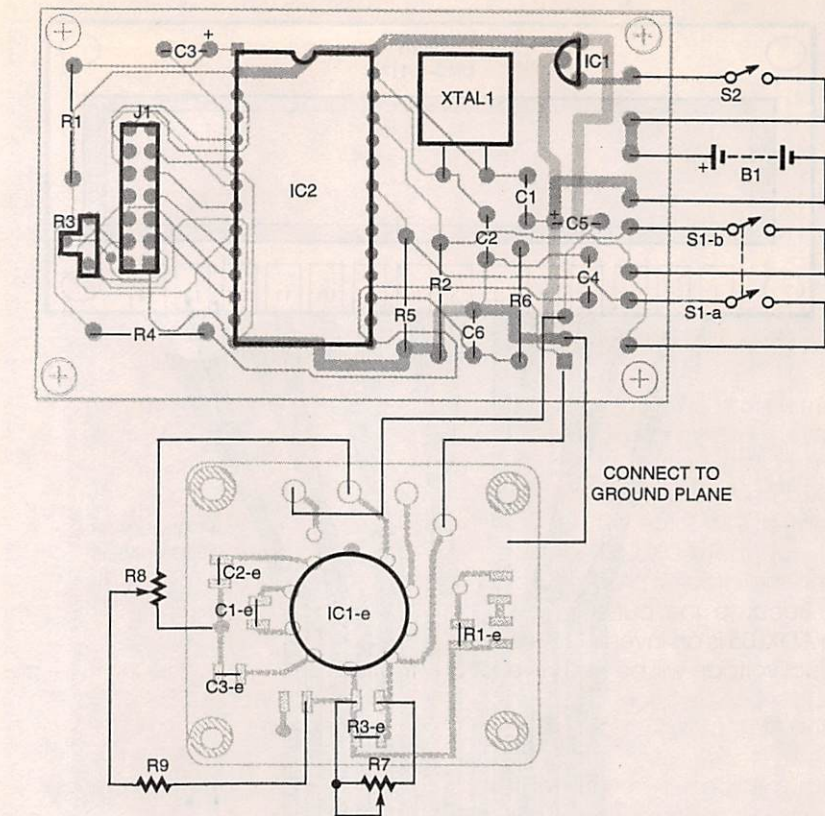 +
-C3-
IC1
XTAL1
S2
J1
R1
+
B1
IC2
C1
R3
+
C5-
S1-b
C2
C4
R2
R6
S1-a
R5
C6
R4
CONNECT TO
GROUND PLANE
R8
C2-e
C1-e
IC1-e
R1-e
C3-e
R3-e
R9
R7